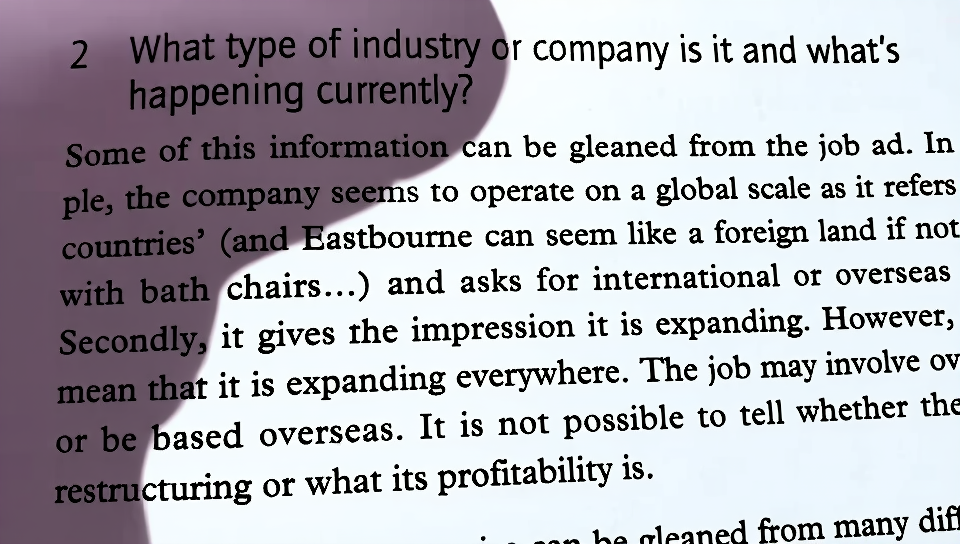 2 What type of industry or company is it and what's
happening currently?
Some of this information can be gleaned from the job ad. In
ple, the company seems to operate on a global scale as it refers
countries' (and Eastbourne can seem like a foreign land if not
with bath chairs...) and asks for international or overseas
Secondly, it gives the impression it is expanding. However,
mean that it is expanding everywhere. The job may involve ov
or be based overseas. It is not possible to tell whether the
restructuring or what its profitability is.
can be gleaned from many diff